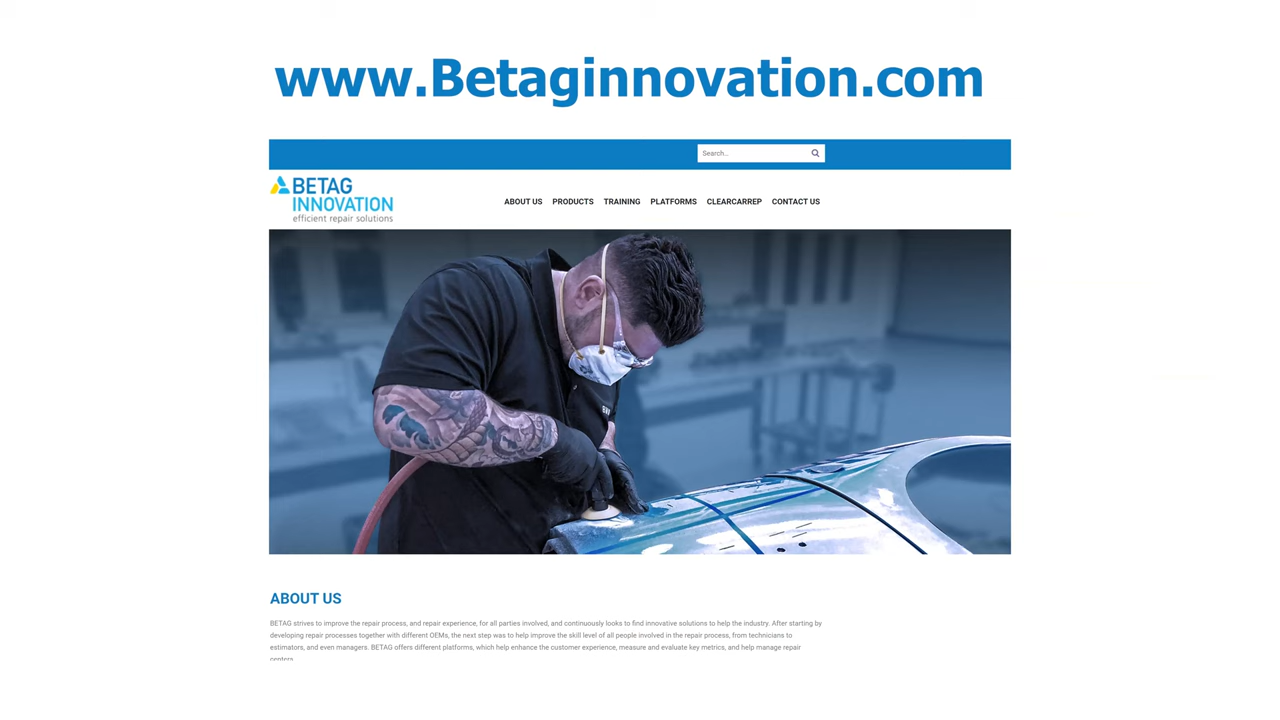 www.Betaginnovation.com
Search...
BETAG
INNOVATION
efficient repair solutions
ABOUT US PRODUCTS TRAINING PLATFORMS CLEARCARREP CONTACT US
ABOUT US
BETAG strives to improve the repair process, and repair experience, for all parties involved, and continuously looks to find innovative solutions to help the industry. After starting by
developing repair processes together with different OEMs, the next step was to help improve the skill level of all people involved in the repair process, from technicians to
estimators, and even managers. BETAG offers different platforms, which help enhance the customer experience, measure and evaluate key metrics, and help manage repair
centers